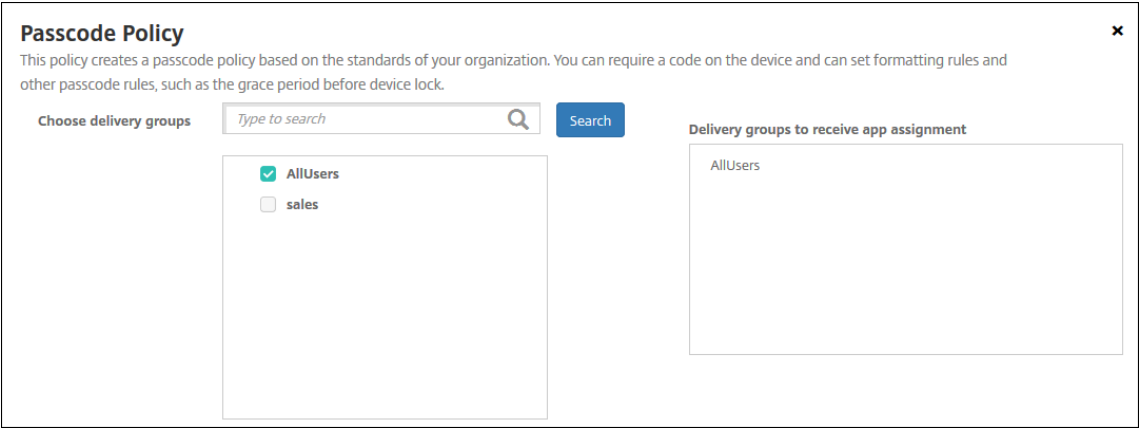 Passcode Policy
This policy creates a passcode policy based on the standards of your organization. You can require a code on the device and can set formatting rules and
other passcode rules, such as the grace period before device lock.
Choose delivery groups
Type to search
Search
AllUsers
sales
Delivery groups to receive app assignment
AllUsers